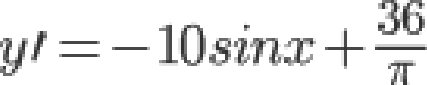 y′ = −10sinx + 36/π